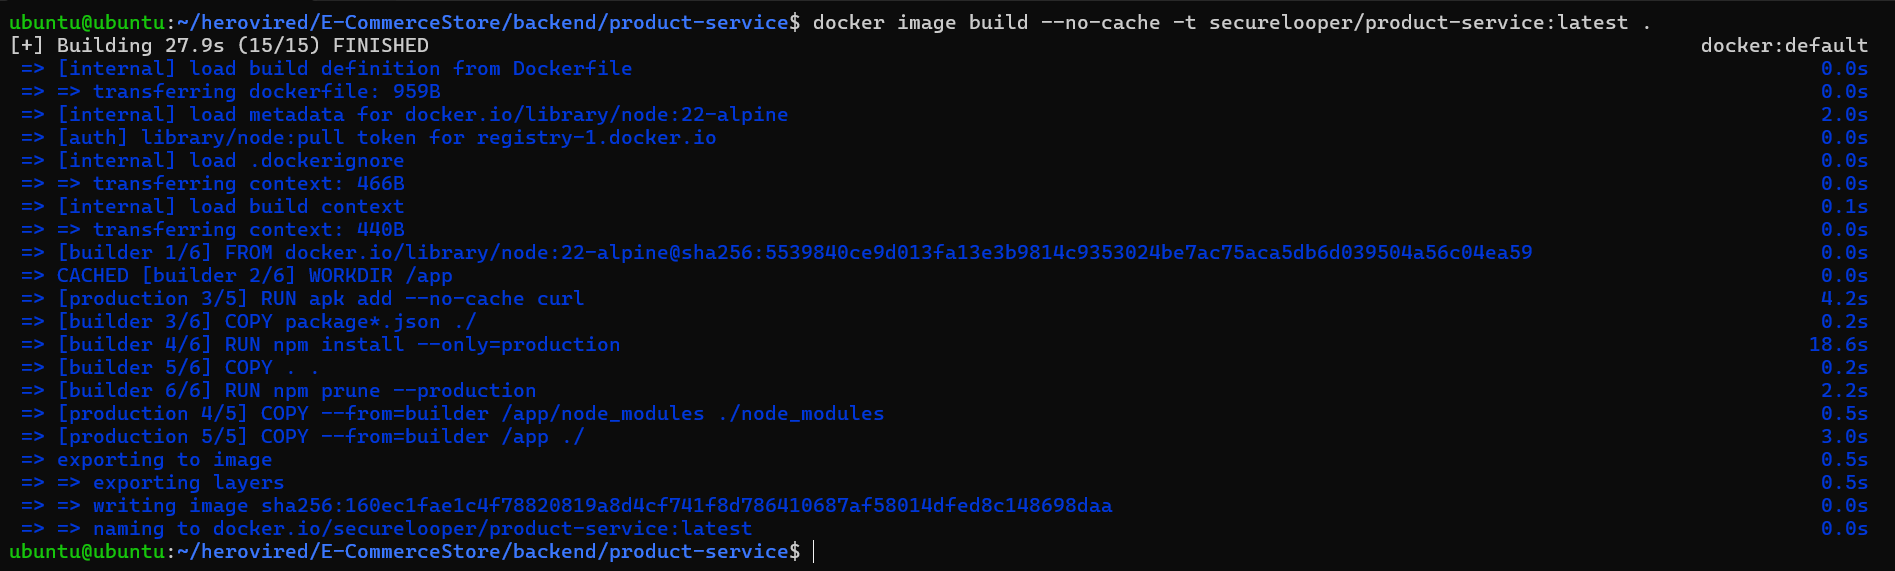 ubuntu@ubuntu:~/herovired/E-CommerceStore/backend/product-service$ docker image build --no-cache -t securelooper/product-service:latest .
[+] Building 27.9s (15/15) FINISHED docker:default
=> [internal] load build definition from Dockerfile 0.0s
=> => transferring dockerfile: 959B 0.0s
=> [internal] load metadata for docker.io/library/node:22-alpine 2.0s
=> [auth] library/node:pull token for registry-1.docker.io 0.0s
=> [internal] load .dockerignore 0.0s
=> => transferring context: 466B 0.0s
=> [internal] load build context 0.1s
=> => transferring context: 440B 0.0s
=> [builder 1/6] FROM docker.io/library/node:22-alpine@sha256:5539840ce9d013fa13e3b9814c9353024be7ac75aca5db6d039504a56c04ea59 0.0s
=> CACHED [builder 2/6] WORKDIR /app 0.0s
=> [production 3/5] RUN apk add --no-cache curl 4.2s
=> [builder 3/6] COPY package*.json ./ 0.2s
=> [builder 4/6] RUN npm install --only=production 18.6s
=> [builder 5/6] COPY . . 0.2s
=> [builder 6/6] RUN npm prune --production 2.2s
=> [production 4/5] COPY --from=builder /app/node_modules ./node_modules 0.5s
=> [production 5/5] COPY --from=builder /app ./ 3.0s
=> exporting to image 0.5s
=> => exporting layers 0.5s
=> => writing image sha256:160ec1fae1c4f78820819a8d4cf741f8d786410687af58014dfed8c148698daa 0.0s
=> => naming to docker.io/securelooper/product-service:latest 0.0s
ubuntu@ubuntu:~/herovired/E-CommerceStore/backend/product-service$